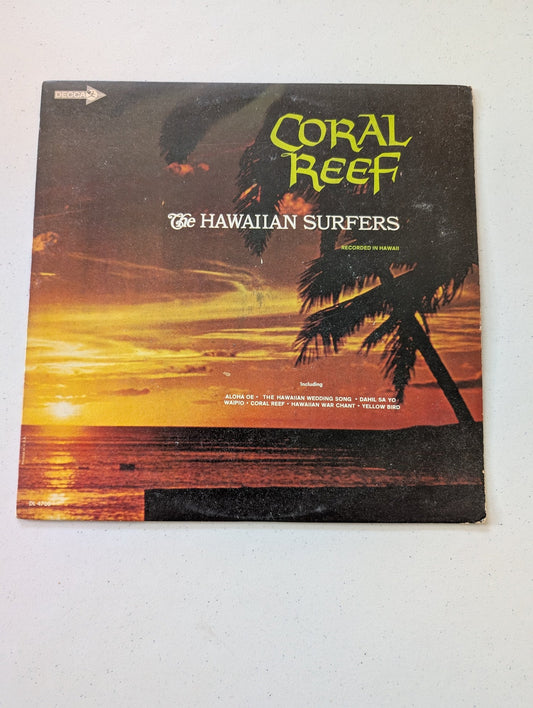 DECCA
CORAL
REEF
The HAWAIIAN SURFERS
RECORDED IN HAWAII
Including
ALOHA OE • THE HAWAIIAN WEDDING SONG • DAHIL SA YO
WAIPIO • CORAL REEF • HAWAIIAN WAR CHANT • YELLOW BIRD